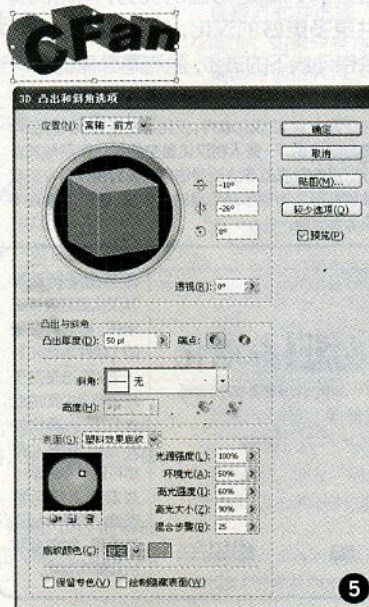 CFan
3D 凸出和斜角选项
位置(N): 离轴 - 前方
确定
取消
贴图(M)...
较少选项(O)
预览(P)
-18°
-26°
8°
透视(R): 0°
凸出与斜角
凸出厚度(D): 50 pt 端点:
斜角: 无
高度(H): 4 pt
表面(S): 塑料效果底纹
光源强度(L): 100%
环境光(A): 50%
高光强度(I): 60%
高光大小(Z): 90%
混合步骤(B): 25
底纹颜色(C): 自定
保留专色(V) 绘制隐藏表面(W)
5